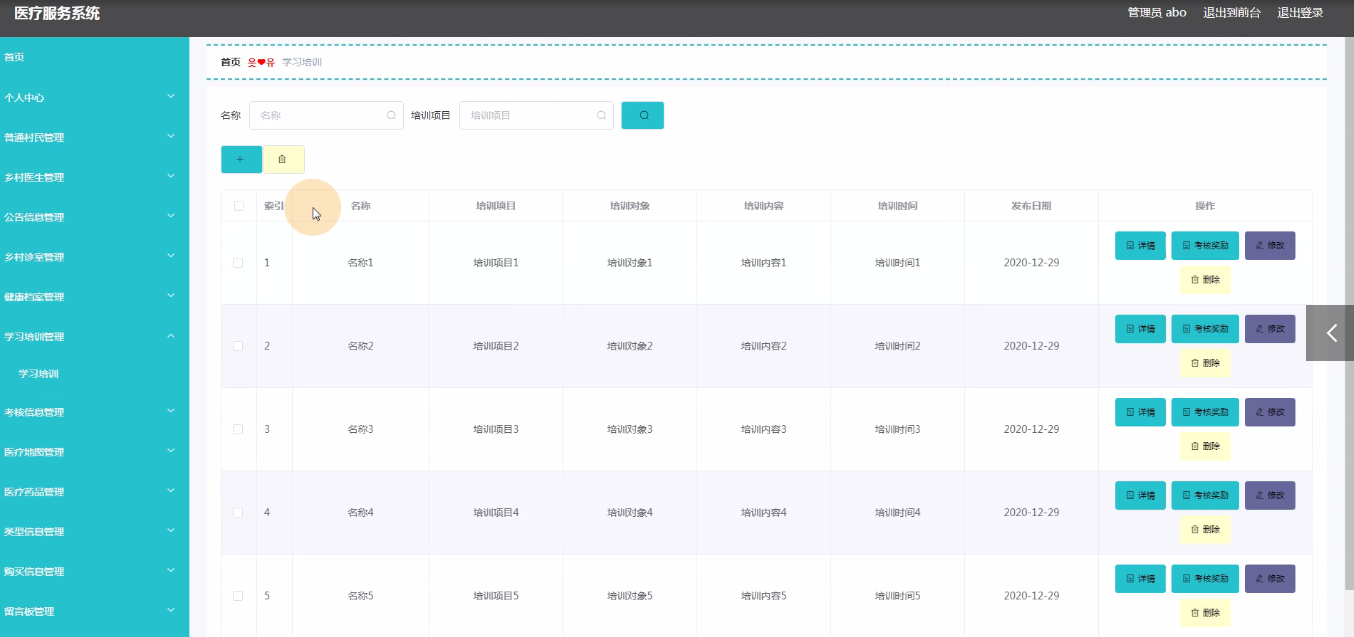 医疗服务系统
管理员 abo 退出到前台 退出登录
首页
个人中心
普通村民管理
乡村医生管理
公告信息管理
乡村诊室管理
健康档案管理
学习培训管理
学习培训
考核信息管理
医疗地图管理
医疗药品管理
类型信息管理
购买信息管理
留言板管理
首页 웃❤유 学习培训
名称 名称 培训项目 培训项目
索引 名称 培训项目 培训对象 培训内容 培训时间 发布日期 操作
1 名称1 培训项目1 培训对象1 培训内容1 培训时间1 2020-12-29 详情 考核奖励 修改
删除
2 名称2 培训项目2 培训对象2 培训内容2 培训时间2 2020-12-29 详情 考核奖励 修改
删除
3 名称3 培训项目3 培训对象3 培训内容3 培训时间3 2020-12-29 详情 考核奖励 修改
删除
4 名称4 培训项目4 培训对象4 培训内容4 培训时间4 2020-12-29 详情 考核奖励 修改
删除
5 名称5 培训项目5 培训对象5 培训内容5 培训时间5 2020-12-29 详情 考核奖励 修改
删除